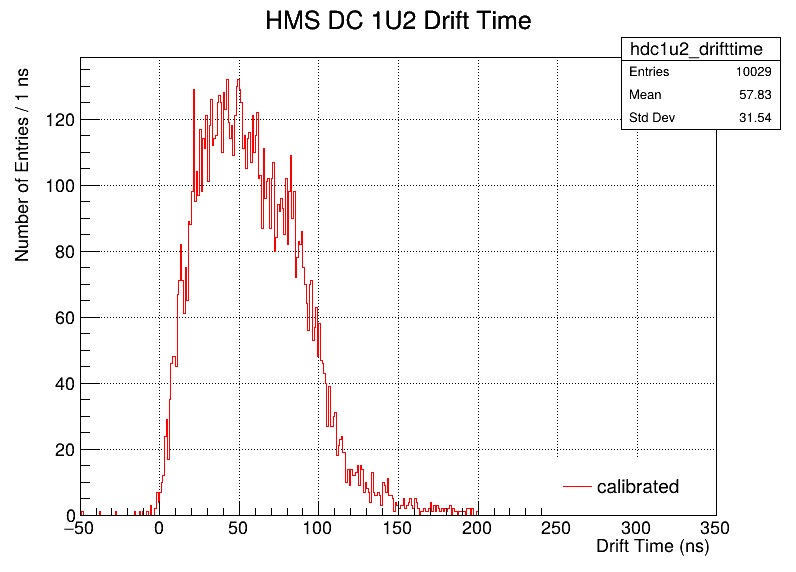 HMS DC 1U2 Drift Time
hdc1u2_drifttime
Entries 10029
Mean 57.83
Std Dev 31.54
Number of Entries / 1 ns
120
100
80
60
40
20
0
−50 0 50 100 150 200 250 300 350
Drift Time (ns)
calibrated